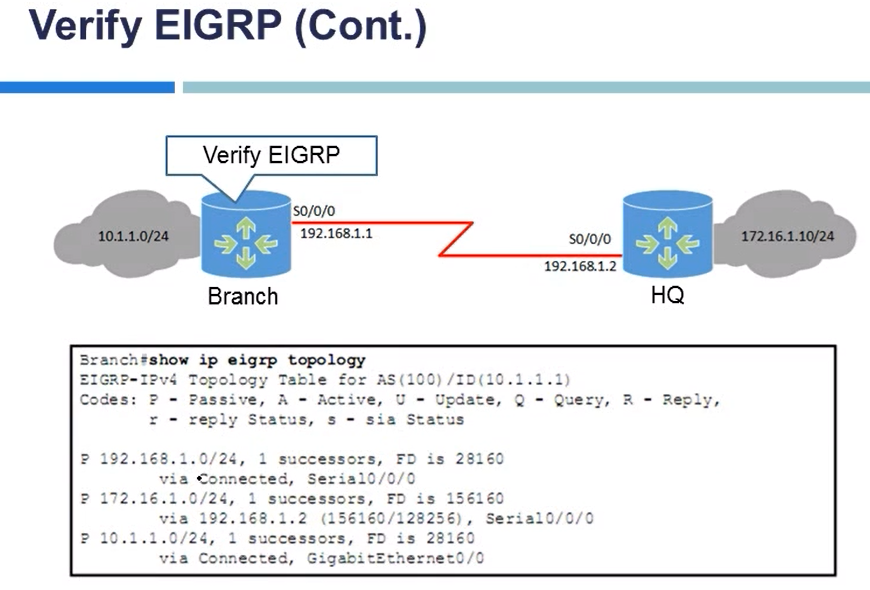 Verify EIGRP (Cont.)
Verify EIGRP
S0/0/0
10.1.1.0/24
192.168.1.1
S0/0/0
172.16.1.10/24
192.168.1.2
Branch
HQ
Branch#show ip eigrp topology
EIGRP-IPv4 Topology Table for AS(100)/ID(10.1.1.1)
Codes: P - Passive, A - Active, U - Update, Q - Query, R - Reply,
r - reply Status, s - sia Status
P 192.168.1.0/24, 1 successors, FD is 28160
via Connected, Serial0/0/0
P 172.16.1.0/24, 1 successors, FD is 156160
via 192.168.1.2 (156160/128256), Serial0/0/0
P 10.1.1.0/24, 1 successors, FD is 28160
via Connected, GigabitEthernet0/0